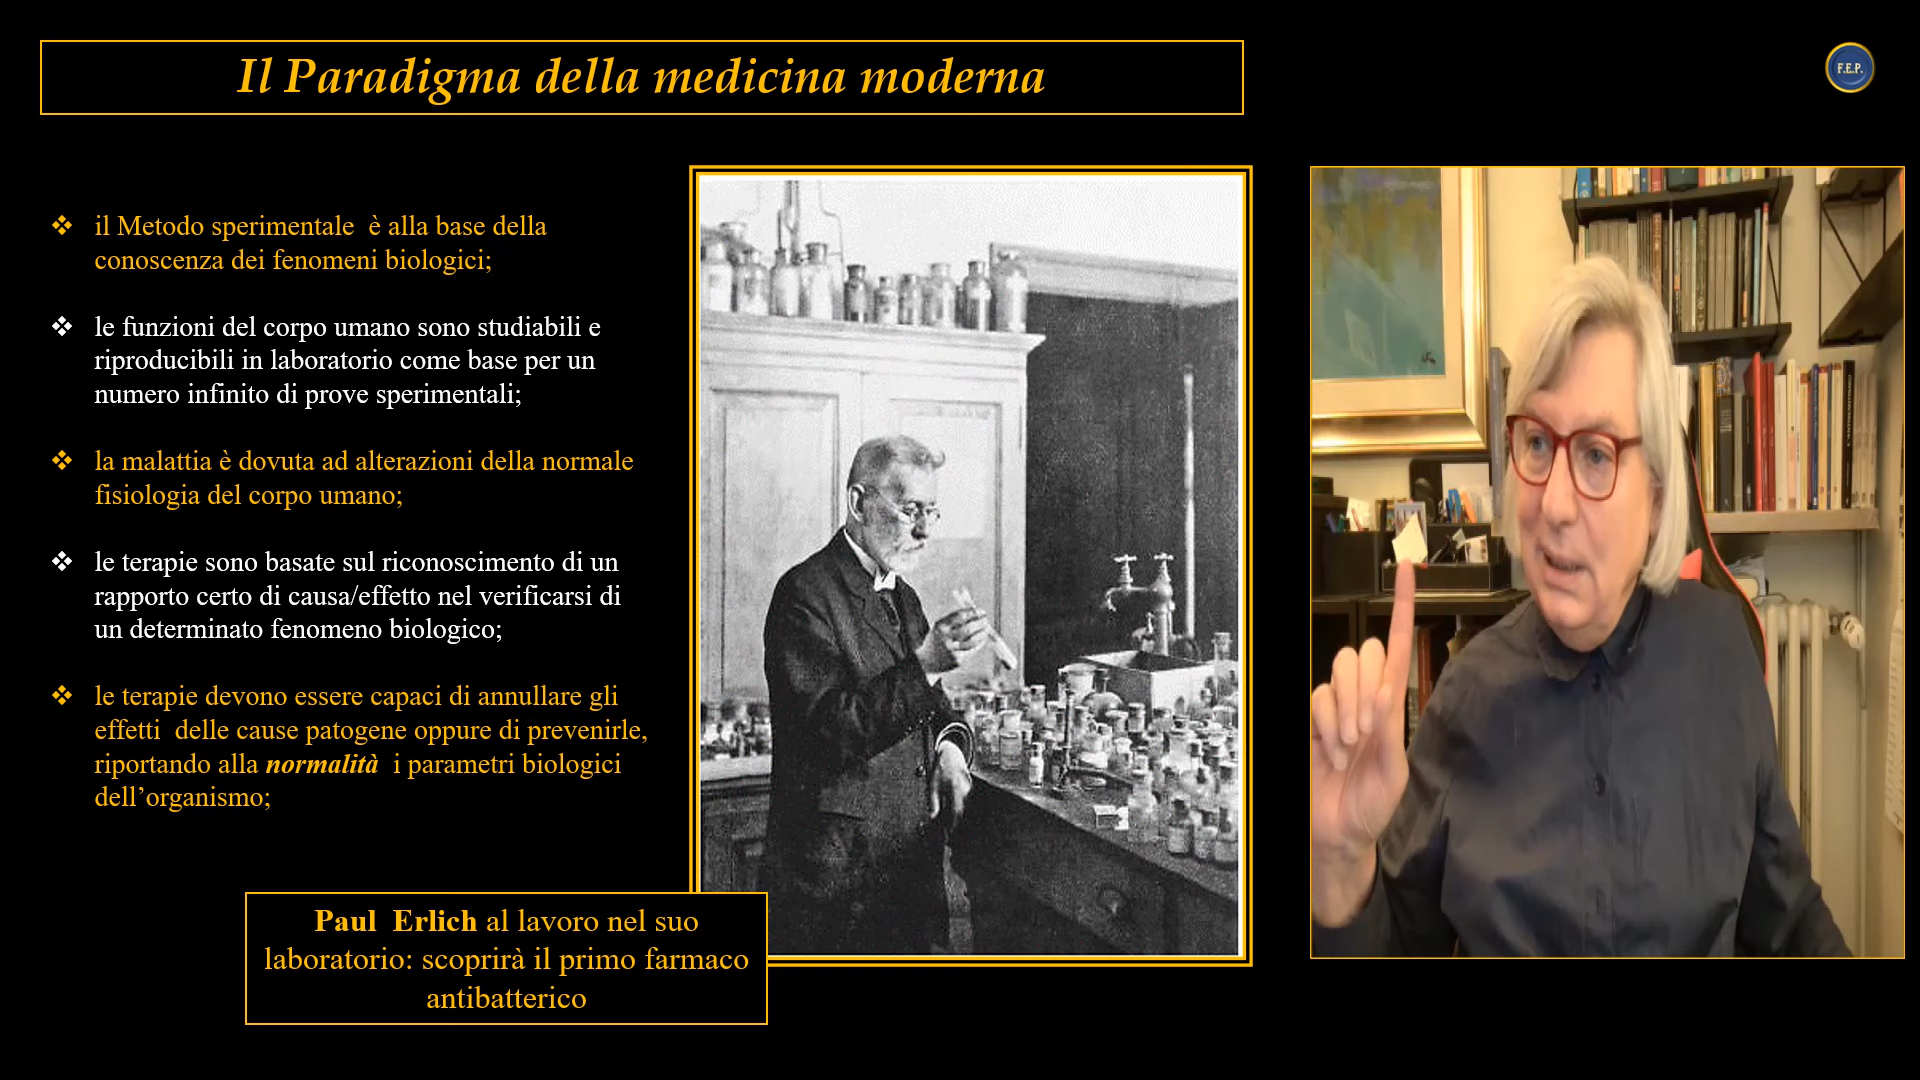 Il Paradigma della medicina moderna
F.E.P.
il Metodo sperimentale è alla base della
conoscenza dei fenomeni biologici;
le funzioni del corpo umano sono studiabili e
riproducibili in laboratorio come base per un
numero infinito di prove sperimentali;
la malattia è dovuta ad alterazioni della normale
fisiologia del corpo umano;
le terapie sono basate sul riconoscimento di un
rapporto certo di causa/effetto nel verificarsi di
un determinato fenomeno biologico;
le terapie devono essere capaci di annullare gli
effetti delle cause patogene oppure di prevenirle,
riportando alla normalità i parametri biologici
dell’organismo;
Paul Erlich al lavoro nel suo
laboratorio: scoprirà il primo farmaco
antibatterico